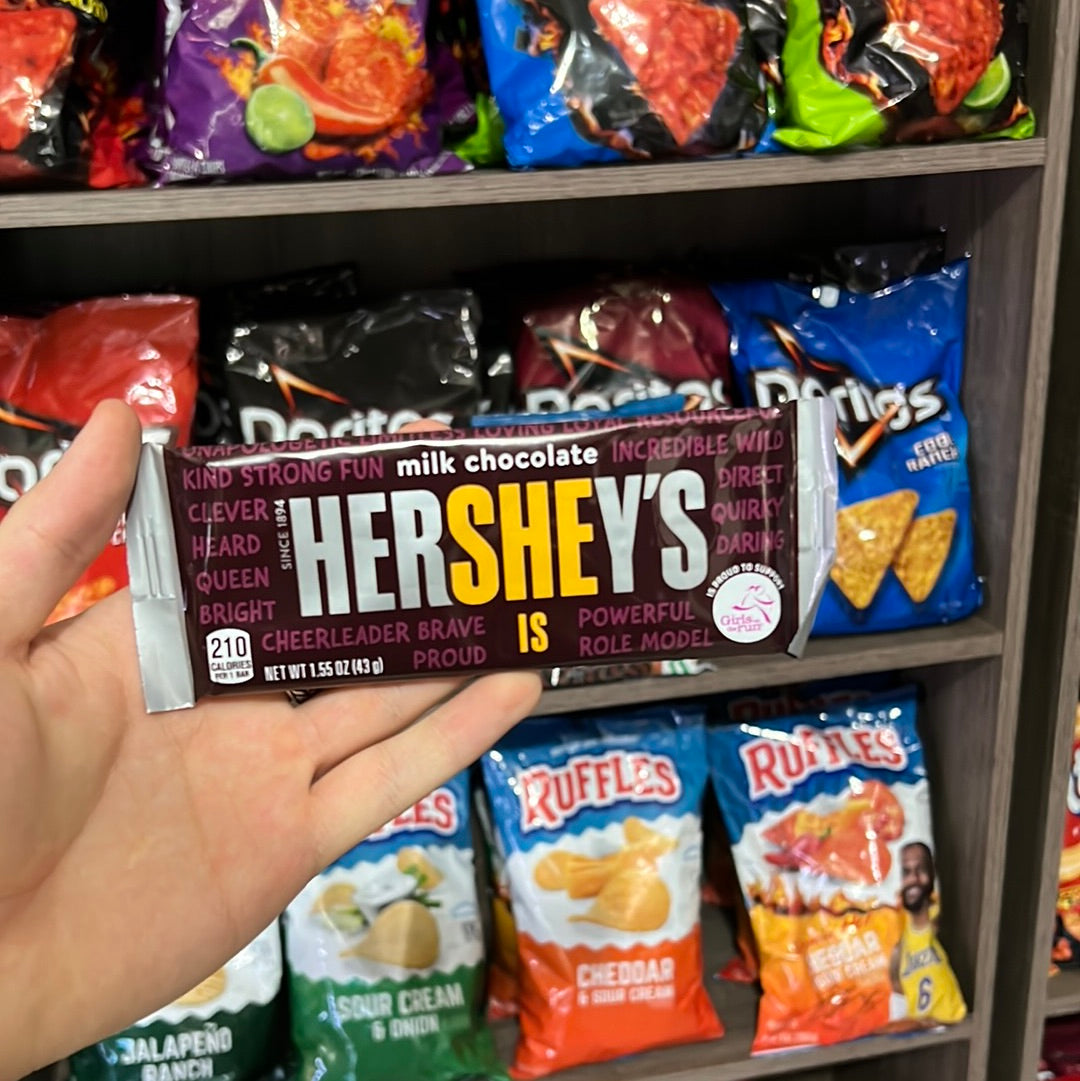 UNAPOLOGETIC LIMITLESS LOVING LOYAL RESOURCEFUL
KIND STRONG FUN milk chocolate INCREDIBLE WILD
CLEVER DIRECT
SINCE 1894
HERSHEY'S
QUIRKY
HEARD DARING
QUEEN
BRIGHT
IS PROUD TO SUPPORT
Girls on the run
CHEERLEADER BRAVE IS POWERFUL
PROUD ROLE MODEL
210
CALORIES
PER 1 BAR
NET WT 1.55 OZ (43 g)
Doritos
Doritos
Doritos
COOL
RANCH
RUFFLES
CHEDDAR
& SOUR CREAM
RUFFLES
6
SOUR CREAM
& ONION
JALAPEÑO
RANCH